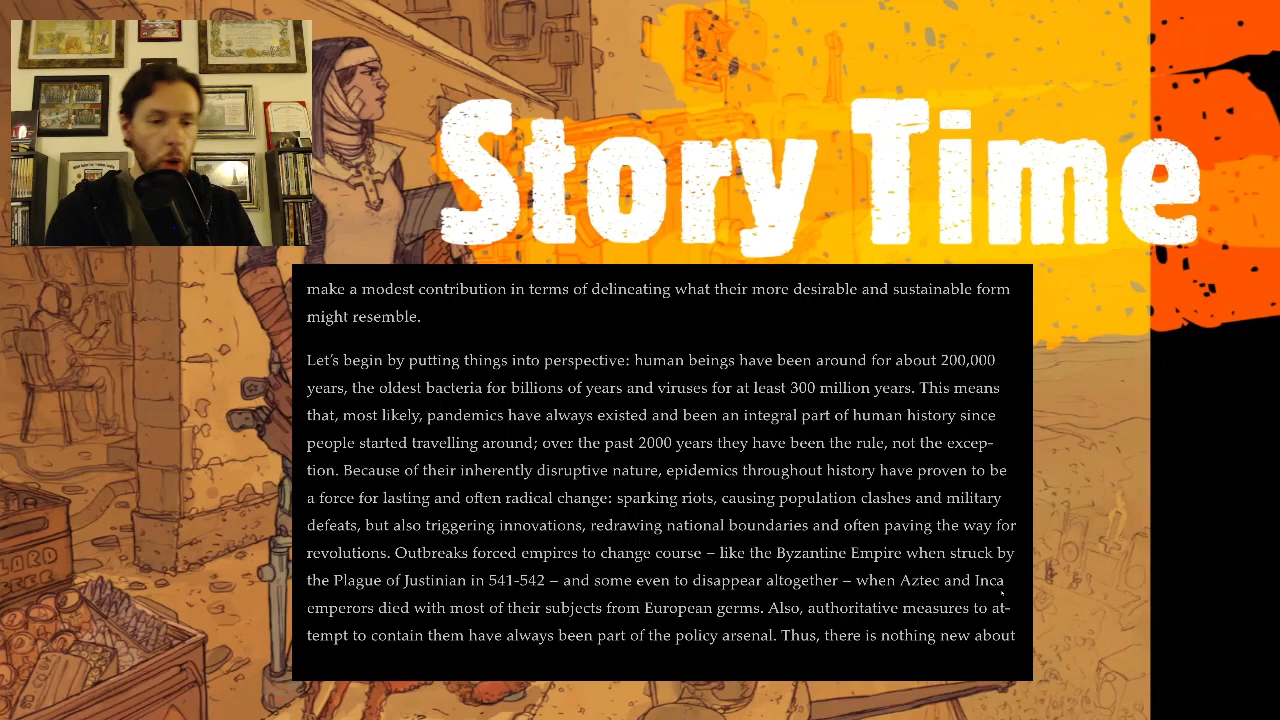 Story Time
make a modest contribution in terms of delineating what their more desirable and sustainable form
might resemble.
Let's begin by putting things into perspective: human beings have been around for about 200,000
years, the oldest bacteria for billions of years and viruses for at least 300 million years. This means
that, most likely, pandemics have always existed and been an integral part of human history since
people started travelling around; over the past 2000 years they have been the rule, not the excep-
tion. Because of their inherently disruptive nature, epidemics throughout history have proven to be
a force for lasting and often radical change: sparking riots, causing population clashes and military
defeats, but also triggering innovations, redrawing national boundaries and often paving the way for
revolutions. Outbreaks forced empires to change course – like the Byzantine Empire when struck by
the Plague of Justinian in 541-542 – and some even to disappear altogether – when Aztec and Inca
emperors died with most of their subjects from European germs. Also, authoritative measures to at-
tempt to contain them have always been part of the policy arsenal. Thus, there is nothing new about